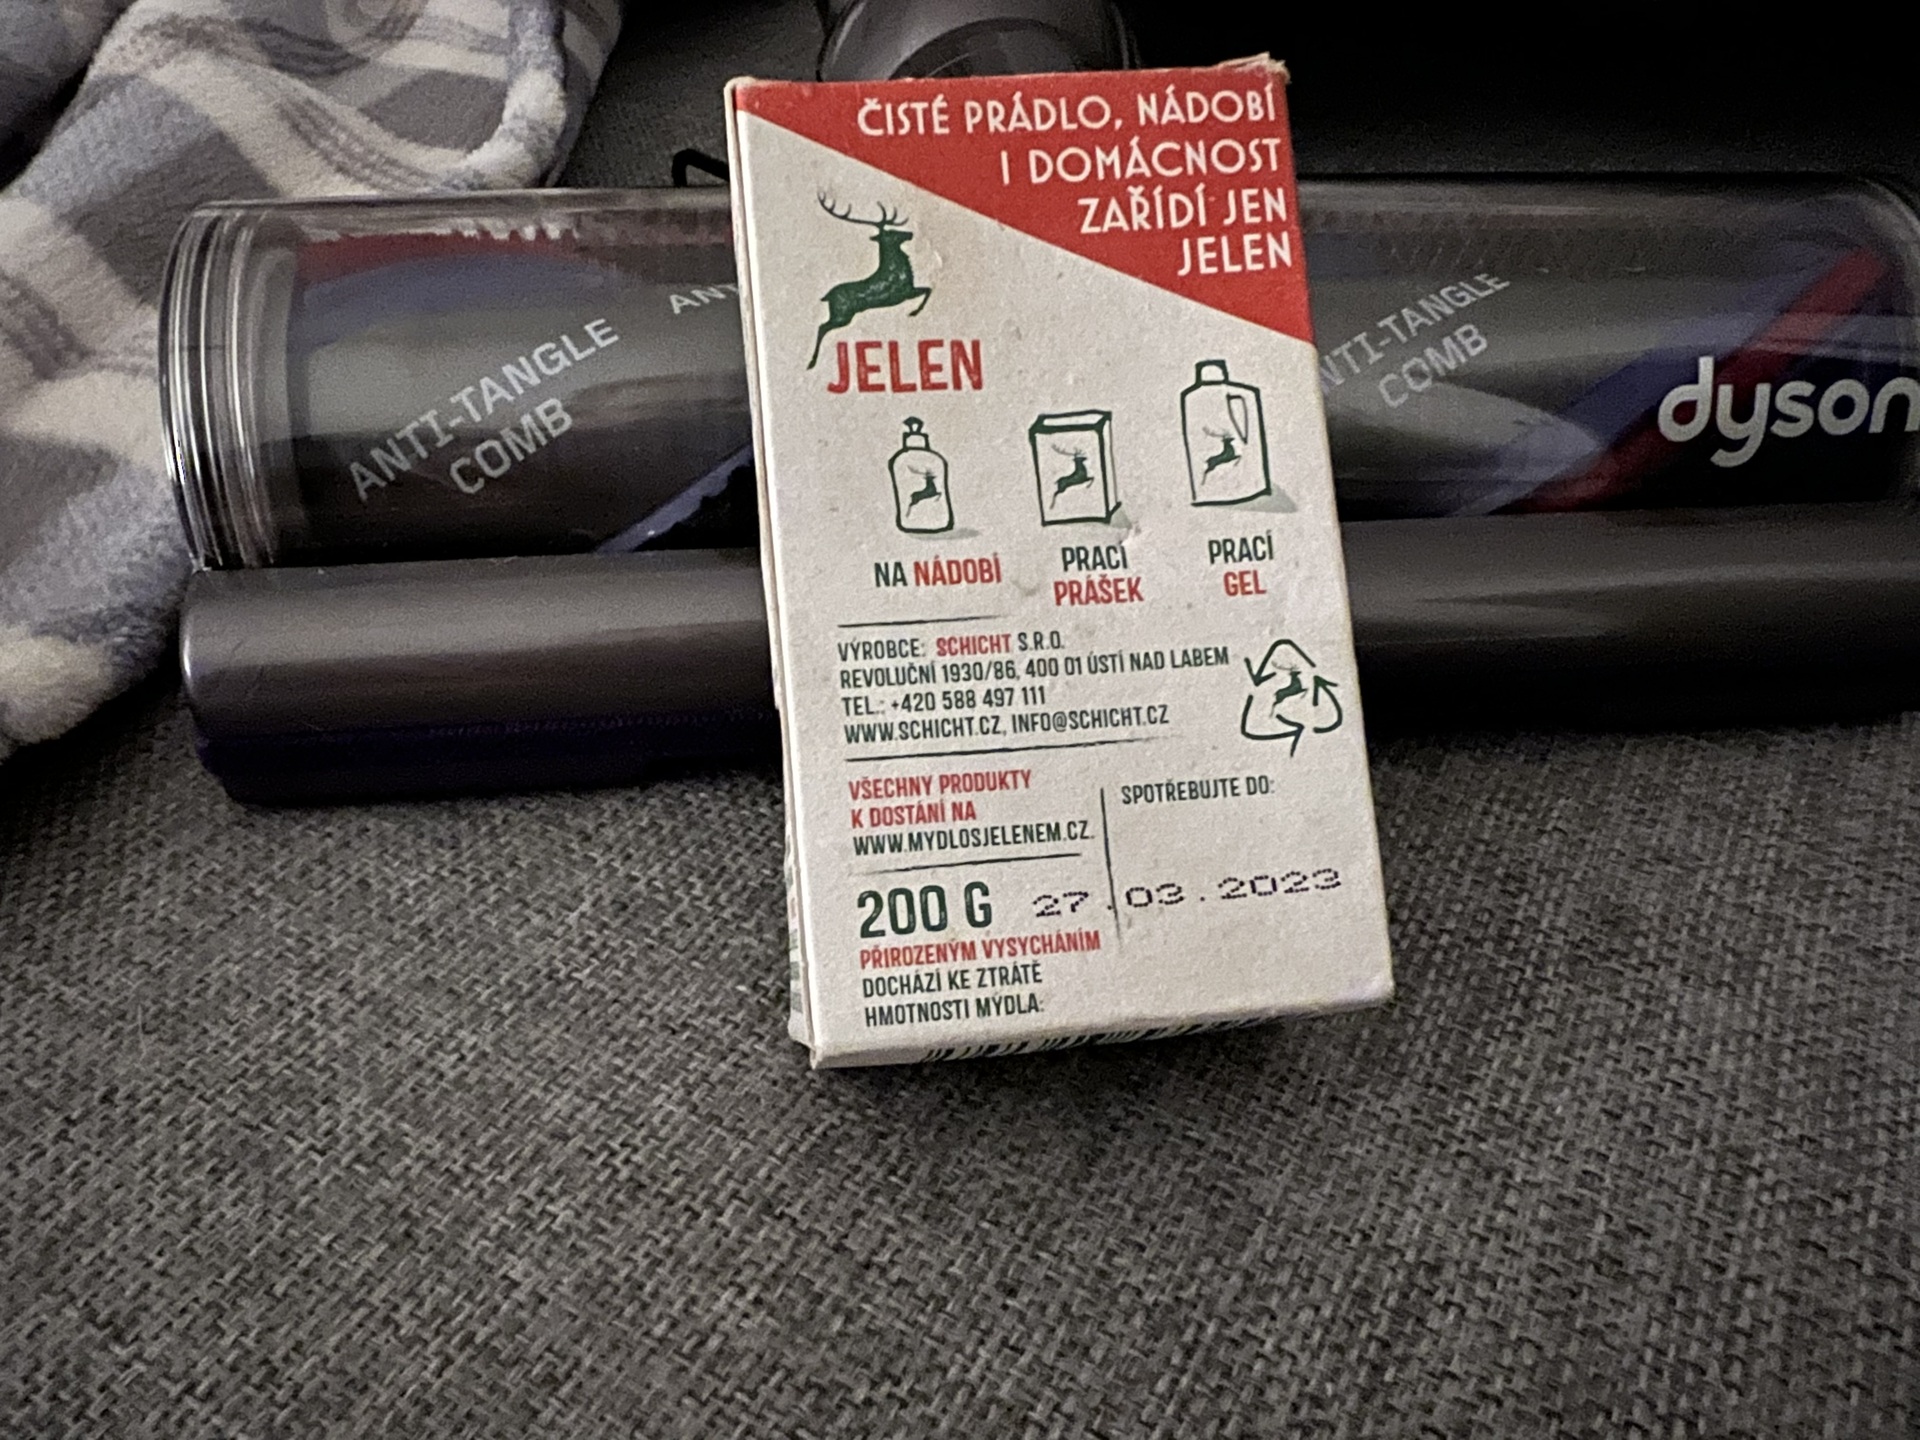 ČISTÉ PRÁDLO, NÁDOBÍ
I DOMÁCNOST
ZAŘÍDÍ JEN
JELEN
JELEN
NA NÁDOBÍ
PRACÍ
PRÁŠEK
PRACÍ
GEL
VÝROBCE: SCHICHT S.R.O.
REVOLUČNÍ 1930/86, 400 01 ÚSTÍ NAD LABEM
TEL.: +420 588 497 111
WWW.SCHICHT.CZ, INFO@SCHICHT.CZ
VŠECHNY PRODUKTY
K DOSTÁNÍ NA
WWW.MYDLOSJELENEM.CZ.
SPOTŘEBUJTE DO:
27.03.2023
200 G
PŘIROZENÝM VYSYCHÁNÍM
DOCHÁZÍ KE ZTRÁTĚ
HMOTNOSTI MÝDLA:
ANTI-TANGLE
COMB
ANT
NTI-TANGLE
COMB
dyson